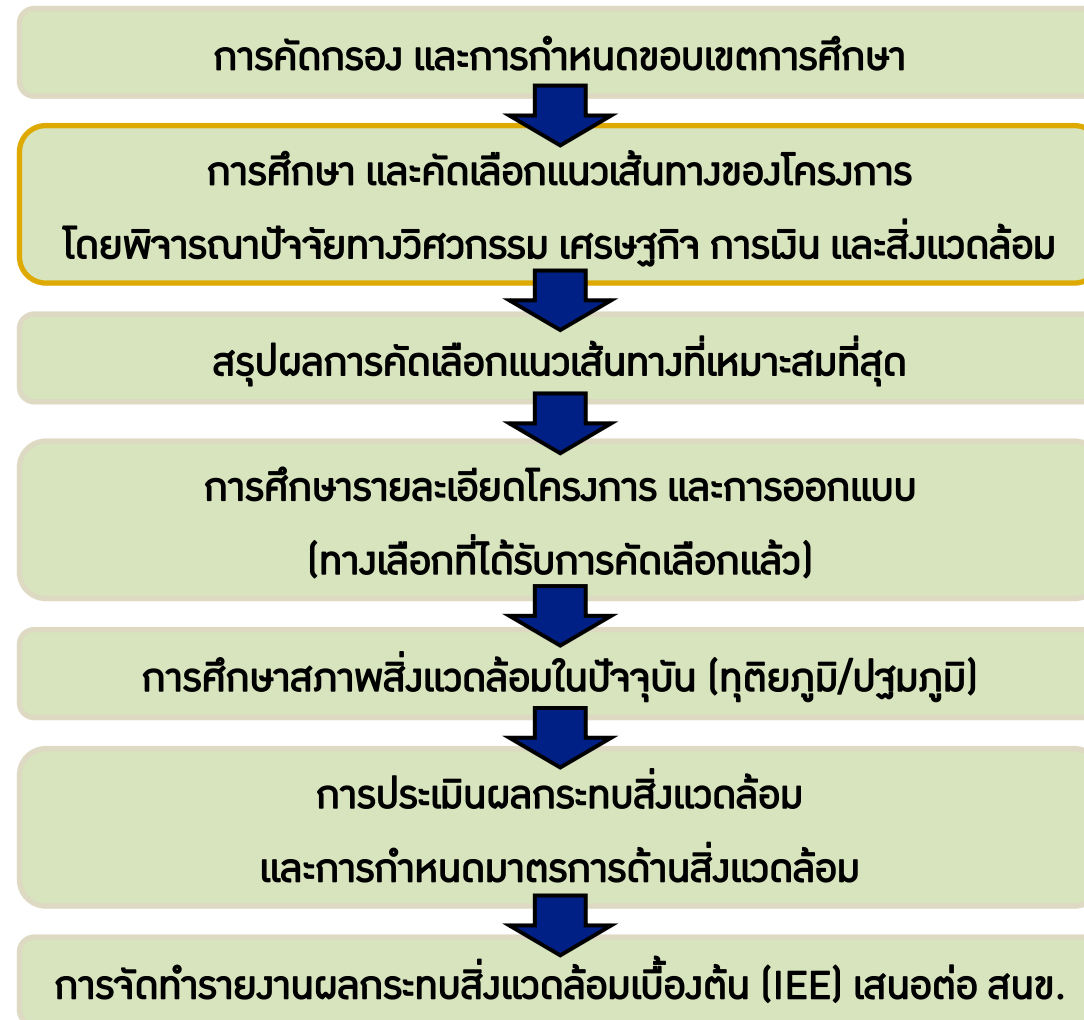 การคัดกรอง และการกำหนดขอบเขตการศึกษา
การศึกษา และคัดเลือกแนวเส้นทางของโครงการ
โดยพิจารณาปัจจัยทางวิศวกรรม เศรษฐกิจ การเงิน และสิ่งแวดล้อม
สรุปผลการคัดเลือกแนวเส้นทางที่เหมาะสมที่สุด
การศึกษารายละเอียดโครงการ และการออกแบบ
(ทางเลือกที่ได้รับการคัดเลือกแล้ว)
การศึกษาสภาพสิ่งแวดล้อมในปัจจุบัน (ทุติยภูมิ/ปฐมภูมิ)
การประเมินผลกระทบสิ่งแวดล้อม
และการกำหนดมาตรการด้านสิ่งแวดล้อม
การจัดทำรายงานผลกระทบสิ่งแวดล้อมเบื้องต้น (IEE) เสนอต่อ สนข.